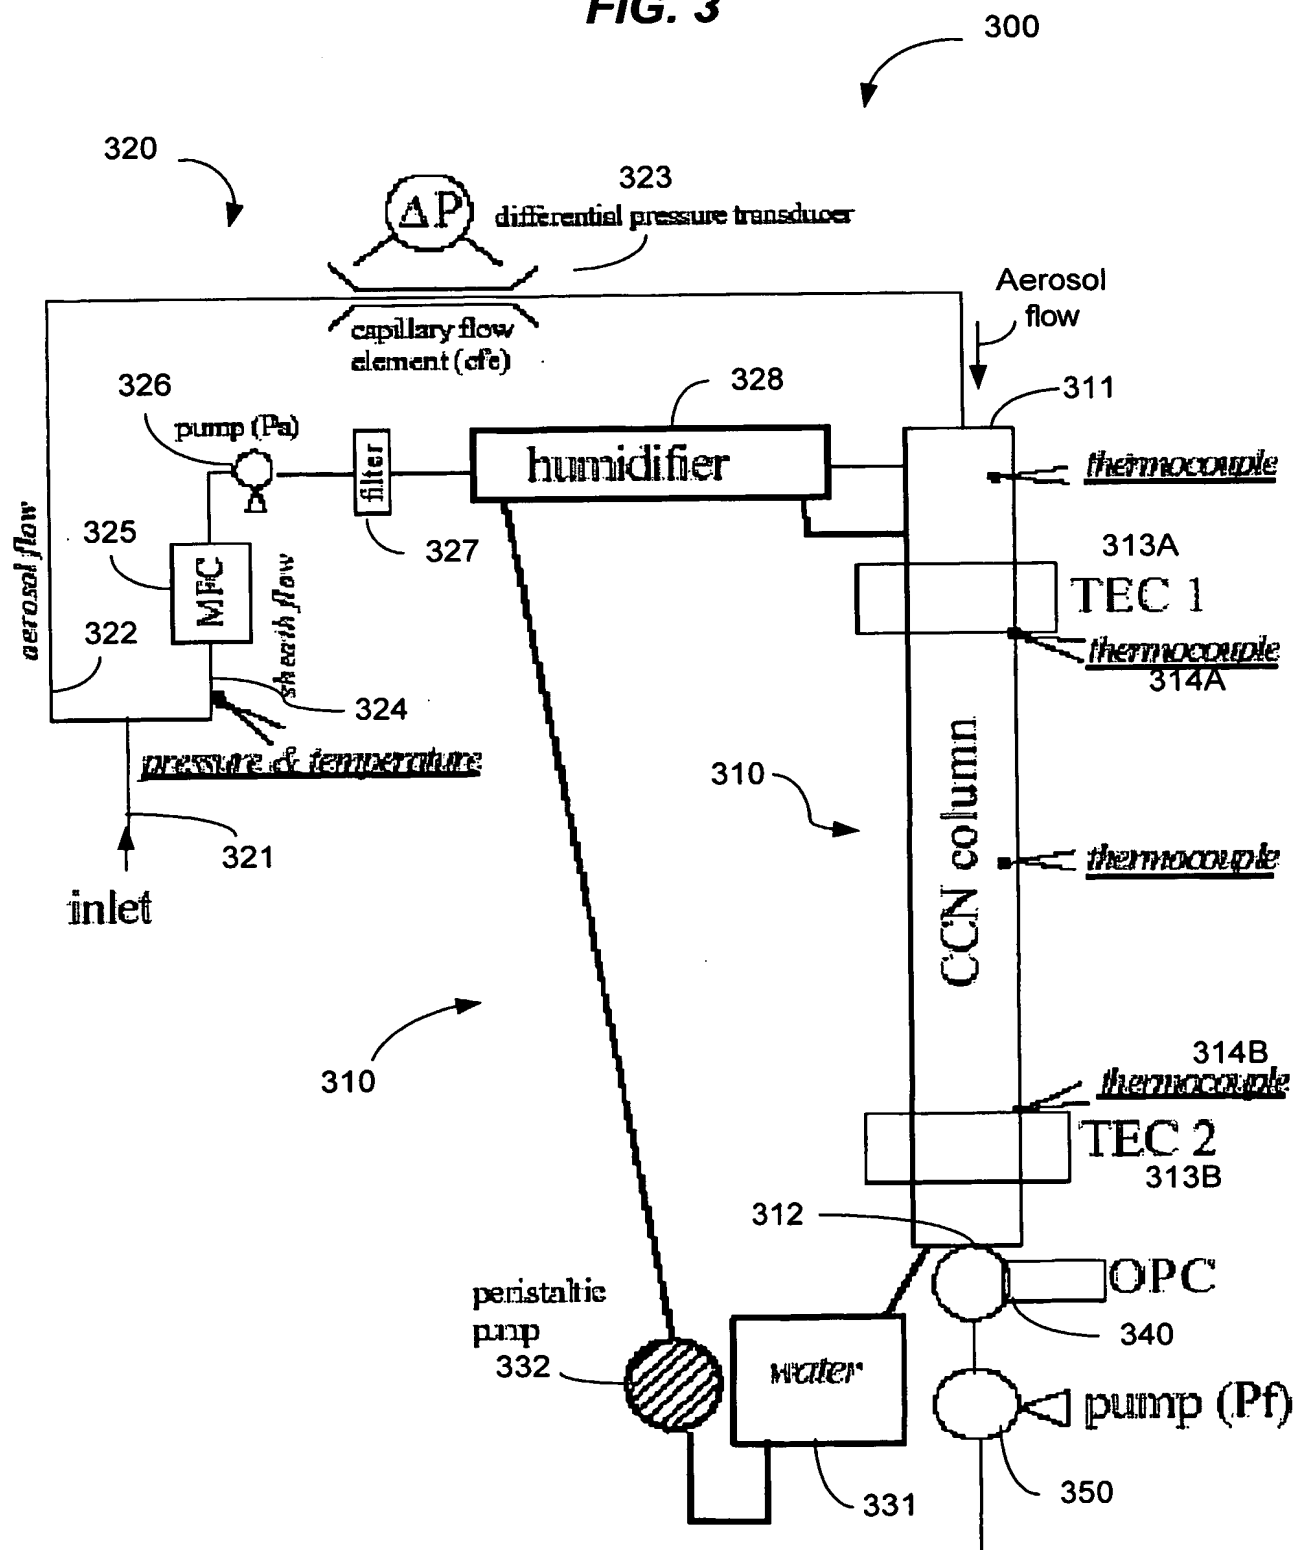 FIG. 3
300
320
323
ΔP
differential pressure transducer
Aerosol
flow
capillary flow
element (cfe)
326
328
311
pump (Pa)
filter
humidifier
thermocouple
aerosol flow
325
327
313A
MFC
sheath flow
TEC 1
322
thermocouple
314A
324
pressure & temperature
310
CCN column
321
thermocouple
inlet
310
314B
thermocouple
TEC 2
313B
312
peristaltic
pump
332
OPC
340
water
pump (Pf)
331
350